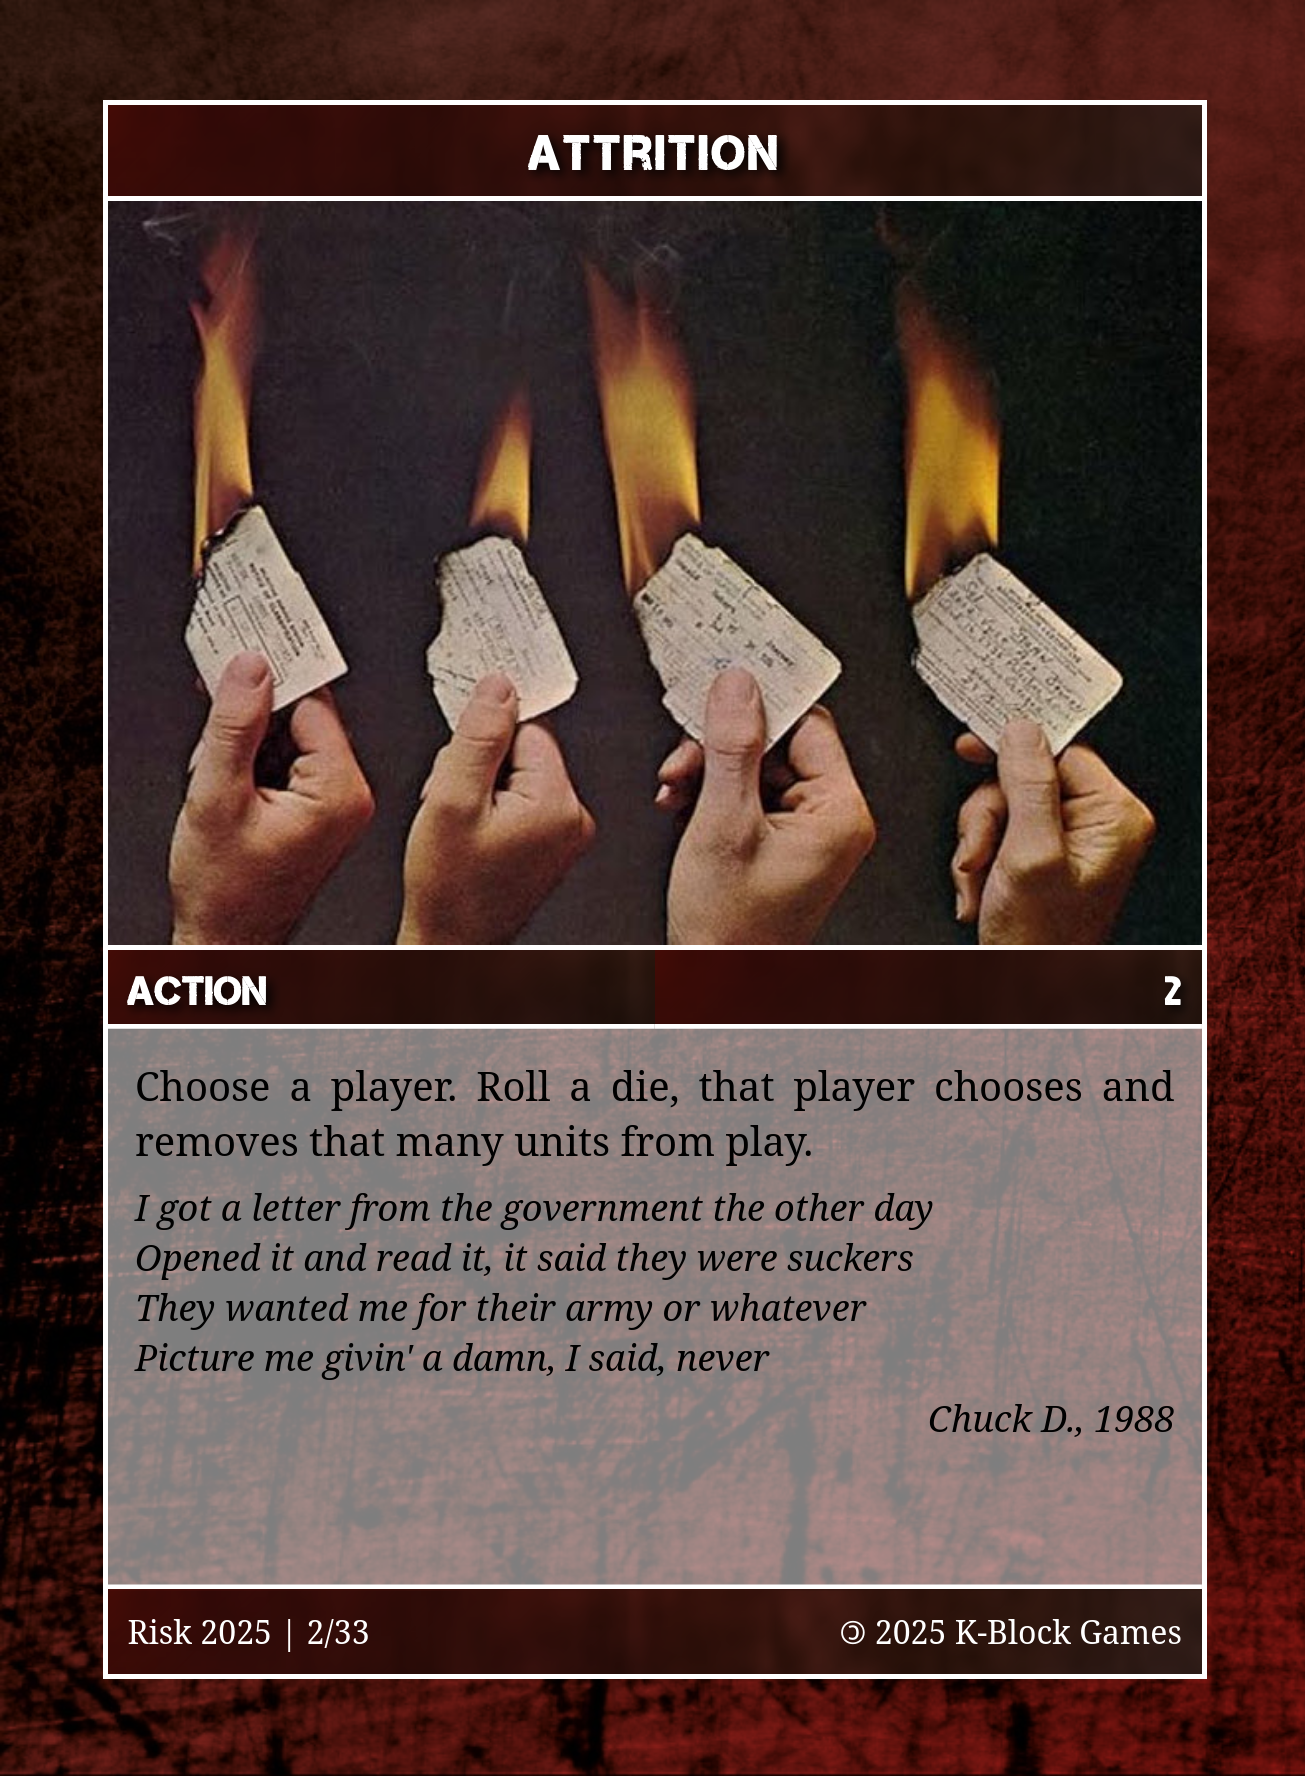 ATTRITION
ACTION
2
Choose a player. Roll a die, that player chooses and
removes that many units from play.
I got a letter from the government the other day
Opened it and read it, it said they were suckers
They wanted me for their army or whatever
Picture me givin' a damn, I said, never
Chuck D., 1988
Risk 2025 | 2/33
🄯 2025 K-Block Games